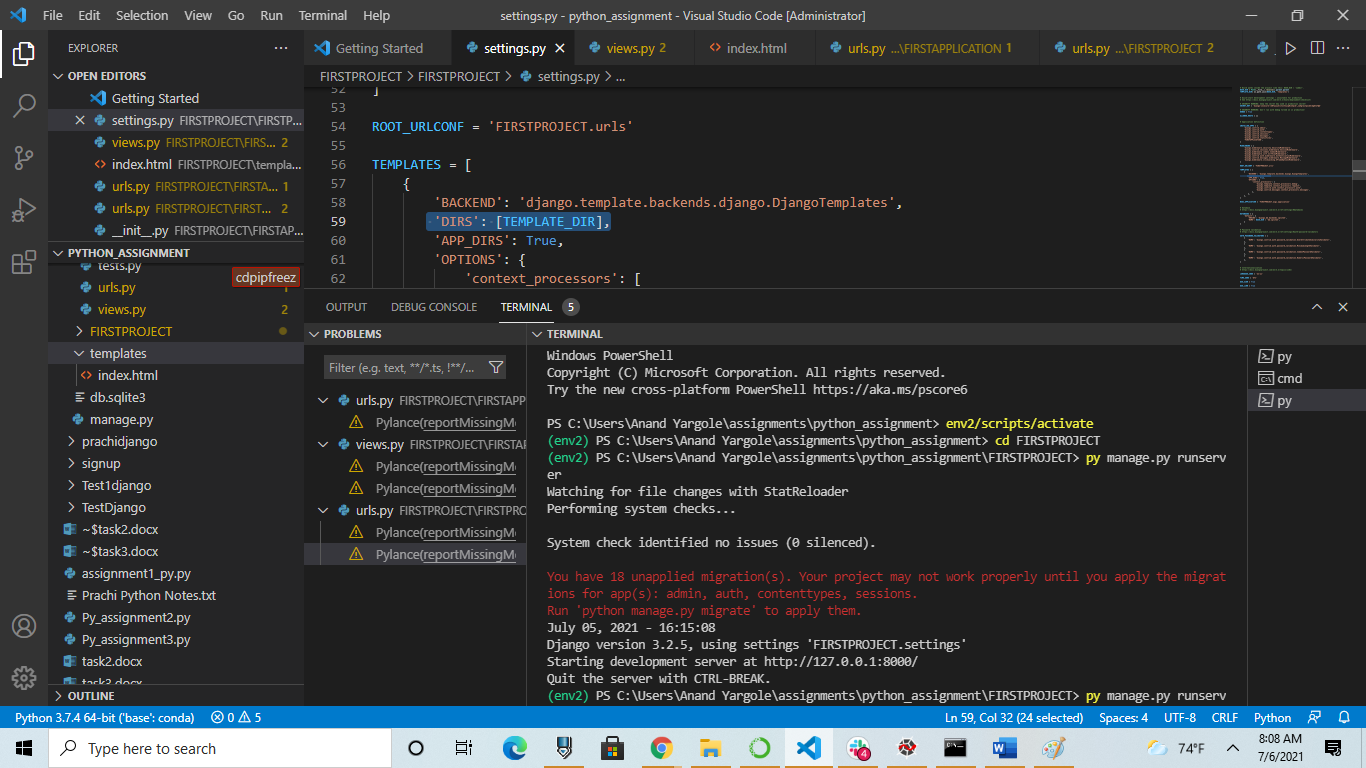 File Edit Selection View Go Run Terminal Help settings.py - python_assignment - Visual Studio Code [Administrator]
EXPLORER
Getting Started settings.py views.py 2 index.html urls.py ...\FIRSTAPPLICATION 1 urls.py ...\FIRSTPROJECT 2
OPEN EDITORS
Getting Started
settings.py FIRSTPROJECT\FIRSTP...
views.py FIRSTPROJECT\FIRS... 2
index.html FIRSTPROJECT\templa...
urls.py FIRSTPROJECT\FIRSTA... 1
urls.py FIRSTPROJECT\FIRST... 2
__init__.py FIRSTPROJECT\FIRSTAP...
PYTHON_ASSIGNMENT
tests.py
cdpipfreez
urls.py 1
views.py 2
FIRSTPROJECT
templates
index.html
db.sqlite3
manage.py
prachidjango
signup
Test1django
TestDjango
~$task2.docx
~$task3.docx
assignment1_py.py
Prachi Python Notes.txt
Py_assignment2.py
Py_assignment3.py
task2.docx
task3.docx
OUTLINE
FIRSTPROJECT > FIRSTPROJECT > settings.py > ...
52 ]
53
54 ROOT_URLCONF = 'FIRSTPROJECT.urls'
55
56 TEMPLATES = [
57 {
58 'BACKEND': 'django.template.backends.django.DjangoTemplates',
59 'DIRS': [TEMPLATE_DIR],
60 'APP_DIRS': True,
61 'OPTIONS': {
62 'context_processors': [
OUTPUT DEBUG CONSOLE TERMINAL 5
PROBLEMS
Filter (e.g. text, **/*.ts, !**/...
urls.py FIRSTPROJECT\FIRSTAPP
Pylance(reportMissingMo
views.py FIRSTPROJECT\FIRSTAP
Pylance(reportMissingMo
Pylance(reportMissingMo
urls.py FIRSTPROJECT\FIRSTPRO
Pylance(reportMissingMo
Pylance(reportMissingMo
TERMINAL
Windows PowerShell
Copyright (C) Microsoft Corporation. All rights reserved.
Try the new cross-platform PowerShell https://aka.ms/pscore6
PS C:\Users\Anand Yargole\assignments\python_assignment> env2/scripts/activate
(env2) PS C:\Users\Anand Yargole\assignments\python_assignment> cd FIRSTPROJECT
(env2) PS C:\Users\Anand Yargole\assignments\python_assignment\FIRSTPROJECT> py manage.py runserv
er
Watching for file changes with StatReloader
Performing system checks...
System check identified no issues (0 silenced).
You have 18 unapplied migration(s). Your project may not work properly until you apply the migrat
ions for app(s): admin, auth, contenttypes, sessions.
Run 'python manage.py migrate' to apply them.
July 05, 2021 - 16:15:08
Django version 3.2.5, using settings 'FIRSTPROJECT.settings'
Starting development server at http://127.0.0.1:8000/
Quit the server with CTRL-BREAK.
(env2) PS C:\Users\Anand Yargole\assignments\python_assignment\FIRSTPROJECT> py manage.py runserv
py
cmd
py
Python 3.7.4 64-bit ('base': conda) 0 5 Ln 59, Col 32 (24 selected) Spaces: 4 UTF-8 CRLF Python
Type here to search
4
74°F
8:08 AM
7/6/2021